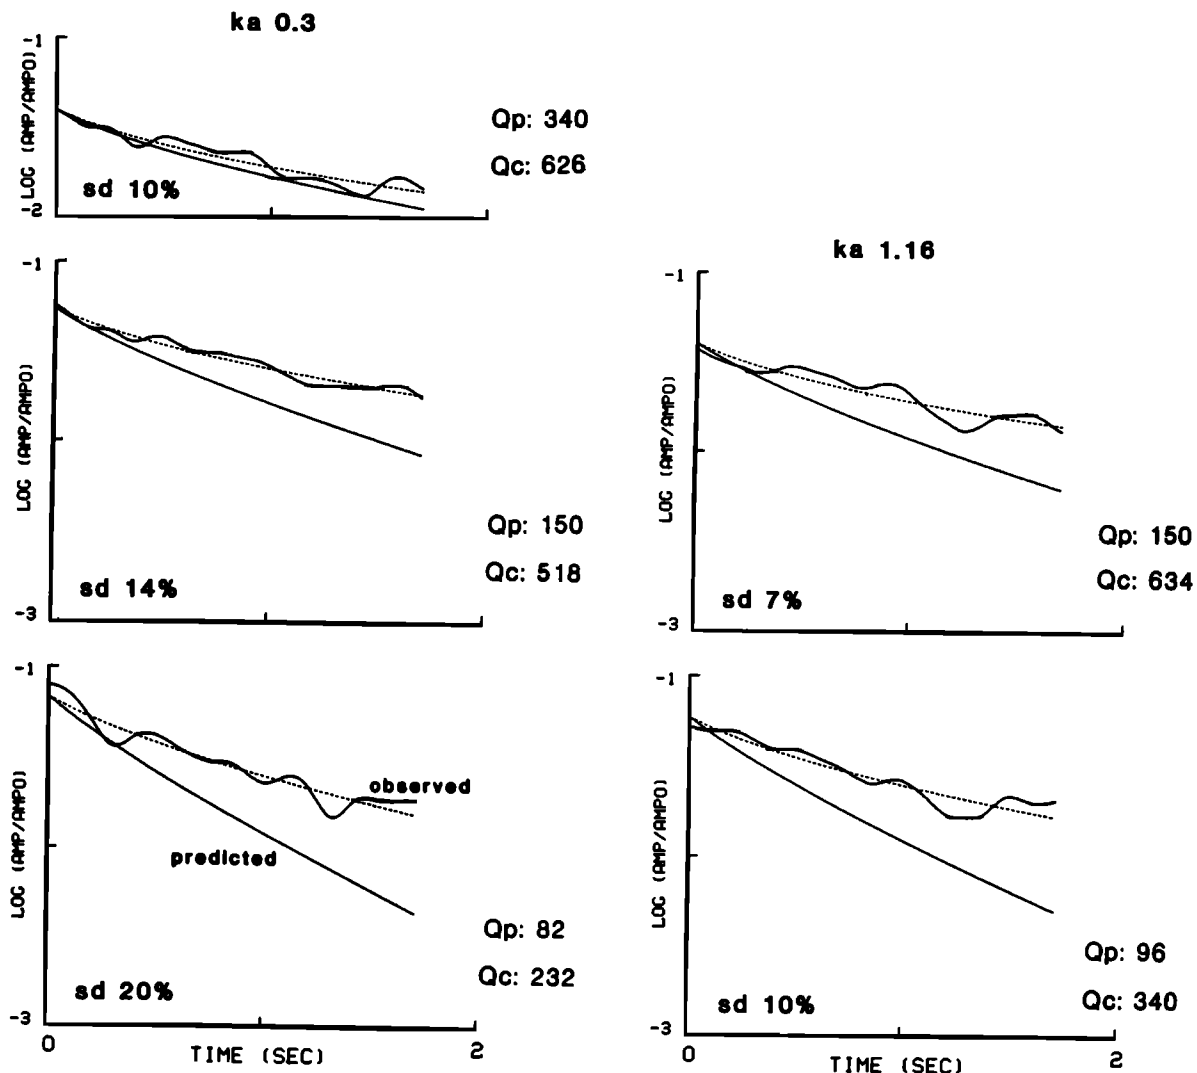 ka 0.3
-1
LOG (AMP/AMPO)
-2
sd 10%
Qp: 340
Qc: 626
-1
LOG (AMP/AMPO)
-3
sd 14%
Qp: 150
Qc: 518
ka 1.16
-1
LOG (AMP/AMPO)
-3
sd 7%
Qp: 150
Qc: 634
-1
LOG (AMP/AMPO)
-3
observed
predicted
sd 20%
Qp: 82
Qc: 232
0
TIME (SEC)
2
-1
LOG (AMP/AMPO)
-3
sd 10%
Qp: 96
Qc: 340
0
TIME (SEC)
2